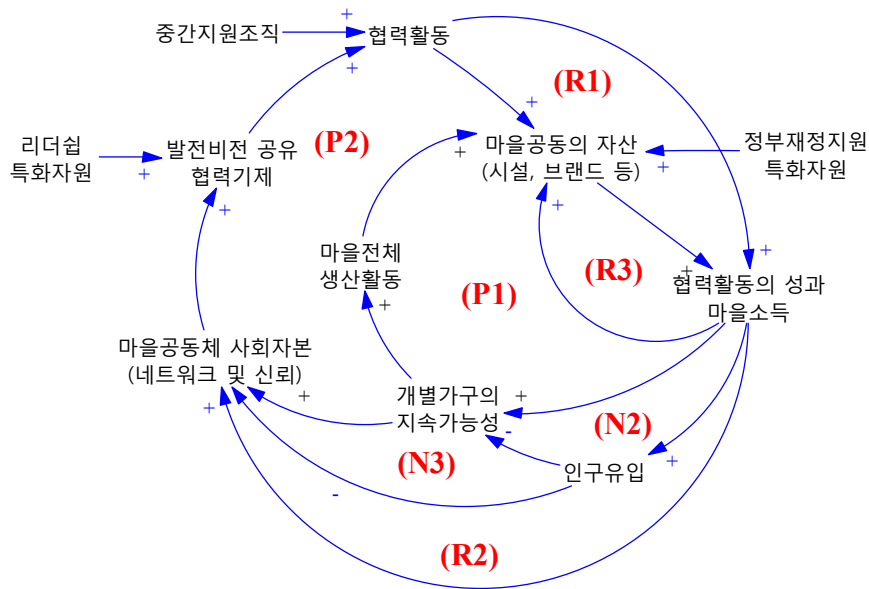 중간지원조직
협력활동
+
+
(R1)
+
리더쉽
특화자원
+
발전비전 공유
협력기제
+
(P2)
마을공동의 자산
(시설, 브랜드 등)
+
+
+
정부재정지원
특화자원
마을전체
생산활동
+
(P1)
(R3)
+
+
협력활동의 성과
마을소득
마을공동체 사회자본
(네트워크 및 신뢰)
+
+
개별가구의
지속가능성
+
-
(N2)
(N3)
인구유입
+
-
(R2)